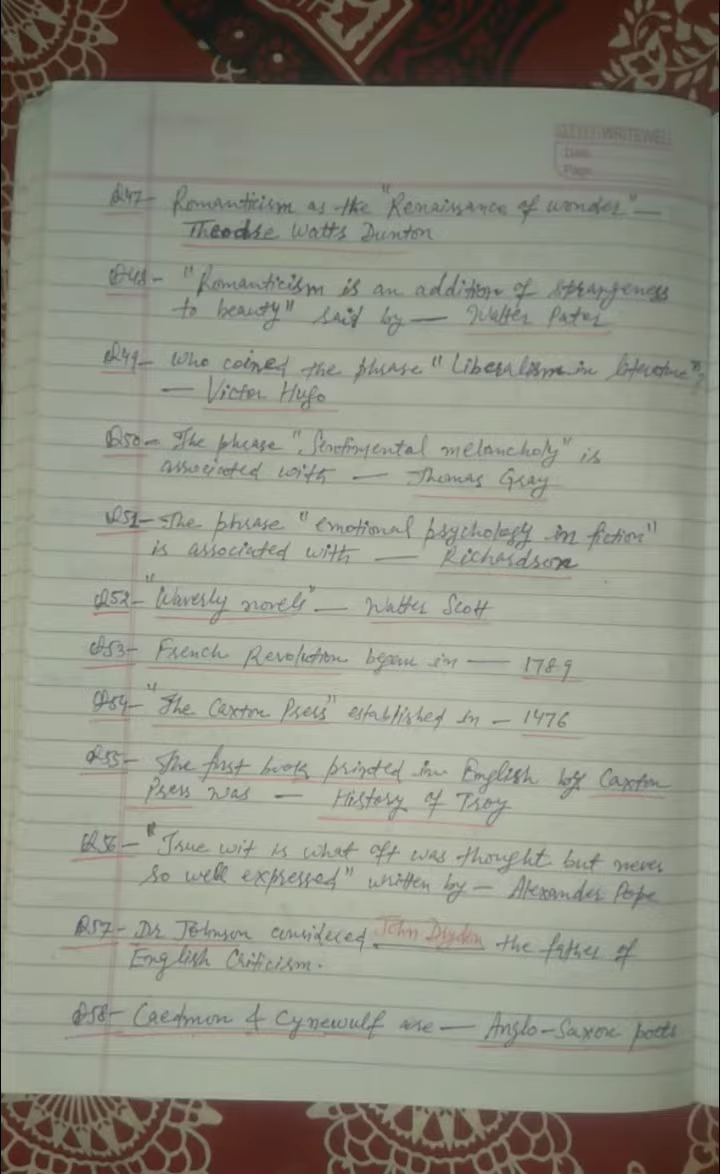 WRITEWELL
Date
Page
Q47- Romanticism as the "Renaissance of wonder" —
Theodre Watts Dunton
Q48- "Romanticism is an addition of strangeness
to beauty" said by — Walter Pater
Q49- Who coined the phrase "Liberalism in literature"?
— Victor Hugo
Q50- The phrase "Sentimental melancholy" is
associated with — Thomas Gray
Q51- The phrase "emotional psychology in fiction"
is associated with — Richardson
Q52- "Waverly novels" — Walter Scott
Q53- French Revolution began in — 1789
Q54- "The Caxton Press" established in - 1476
Q55- The first book printed in English by Caxton
Press was — History of Troy
Q56- "True wit is what oft was thought but never
so well expressed" written by — Alexander Pope
Q57- Dr Johnson considered John Dryden the father of
English Criticism.
Q58- Caedmon & Cynewulf are — Anglo-Saxon poets